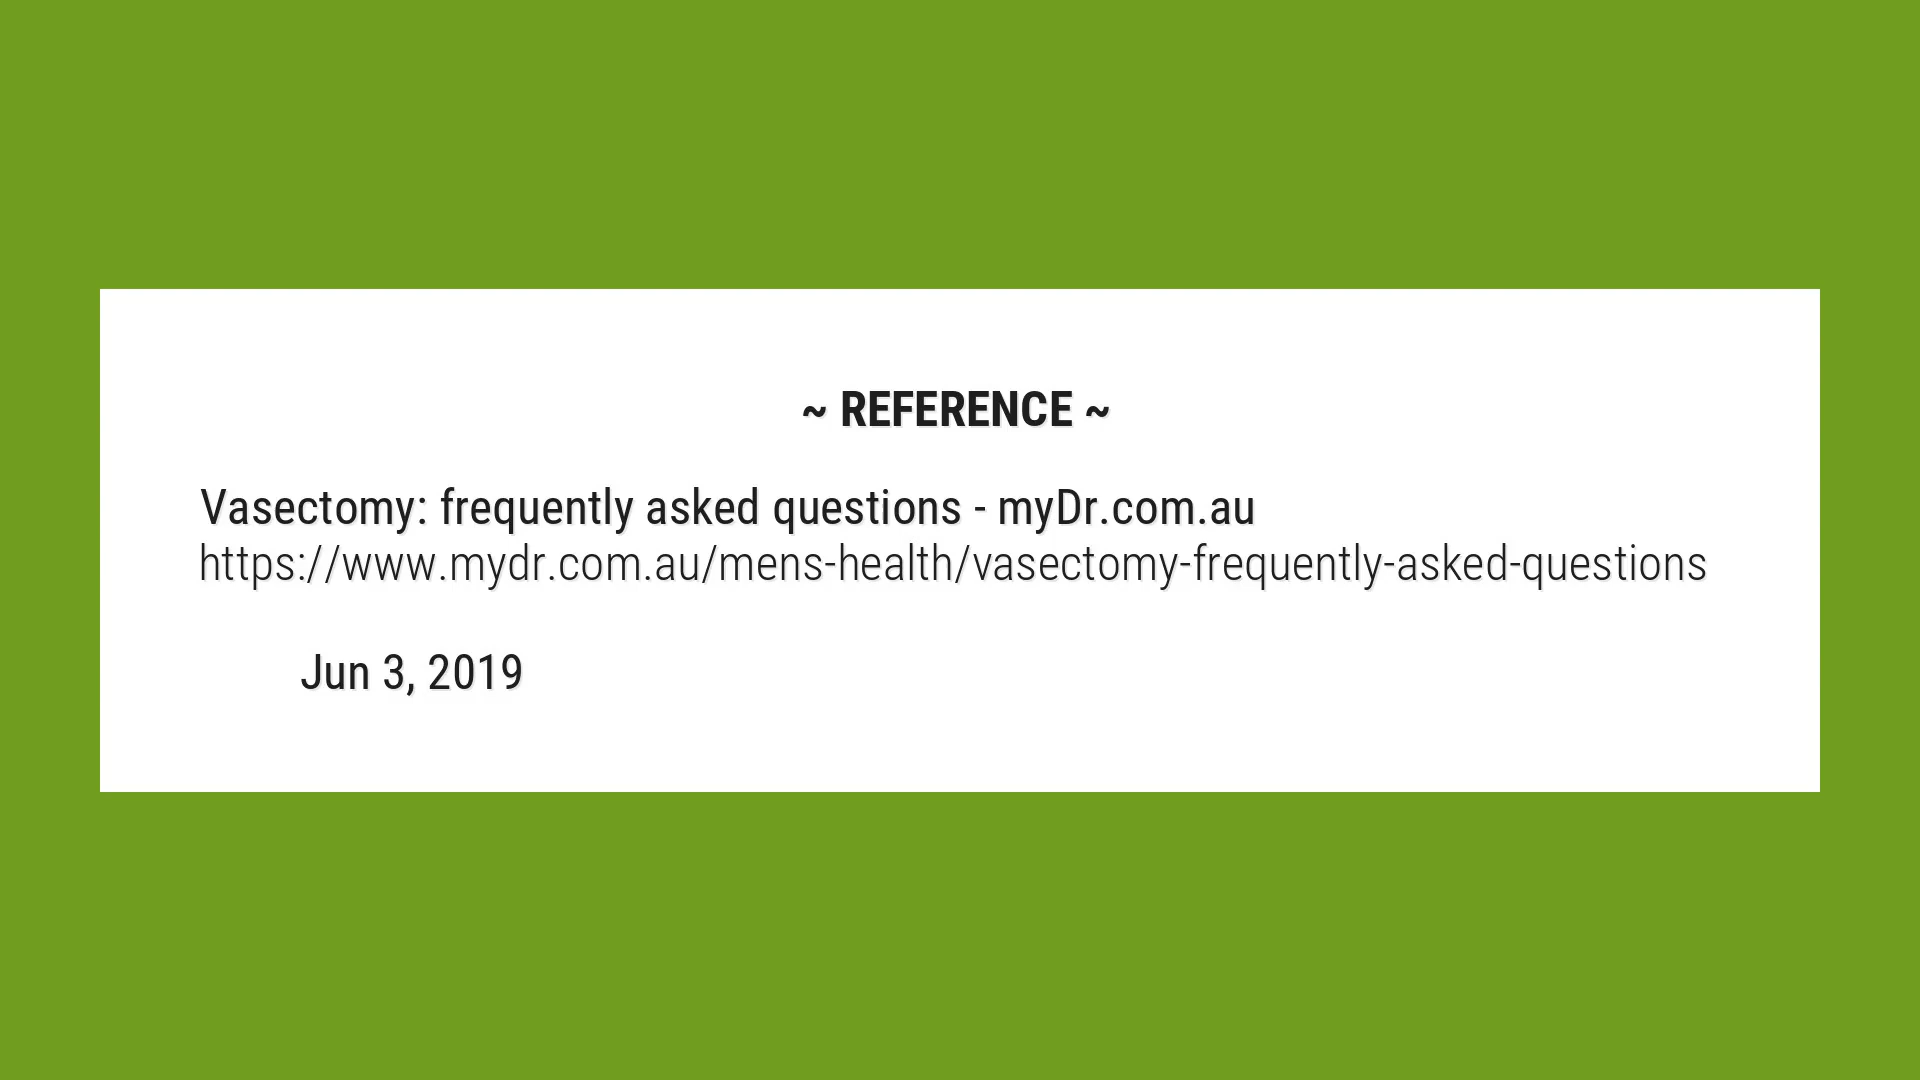 ~ REFERENCE ~
Vasectomy: frequently asked questions - myDr.com.au
https://www.mydr.com.au/mens-health/vasectomy-frequently-asked-questions
Jun 3, 2019